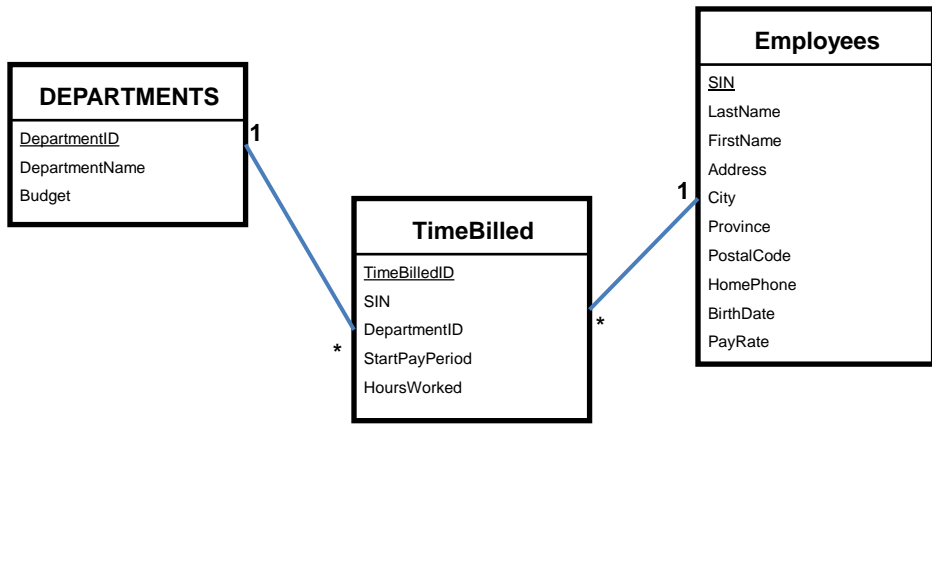 DEPARTMENTS
DepartmentID
DepartmentName
Budget
1
*
TimeBilled
TimeBilledID
SIN
DepartmentID
StartPayPeriod
HoursWorked
1
*
Employees
SIN
LastName
FirstName
Address
City
Province
PostalCode
HomePhone
BirthDate
PayRate